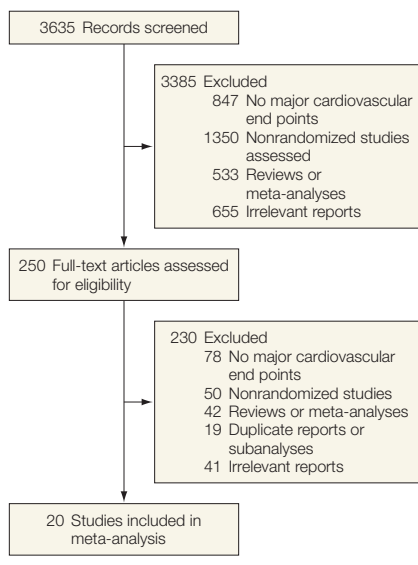 3635 Records screened
3385 Excluded
847 No major cardiovascular
end points
1350 Nonrandomized studies
assessed
533 Reviews or
meta-analyses
655 Irrelevant reports
250 Full-text articles assessed
for eligibility
230 Excluded
78 No major cardiovascular
end points
50 Nonrandomized studies
42 Reviews or meta-analyses
19 Duplicate reports or
subanalyses
41 Irrelevant reports
20 Studies included in
meta-analysis